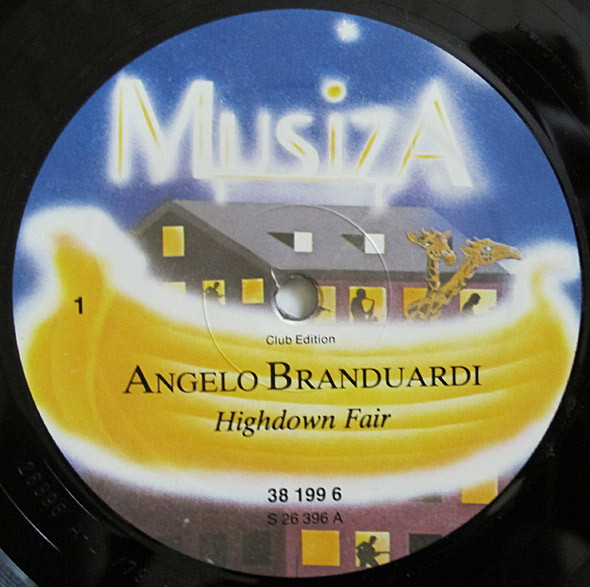 MusizA
1
Club Edition
ANGELO BRANDUARDI
Highdown Fair
38 199 6
S 26 396 A